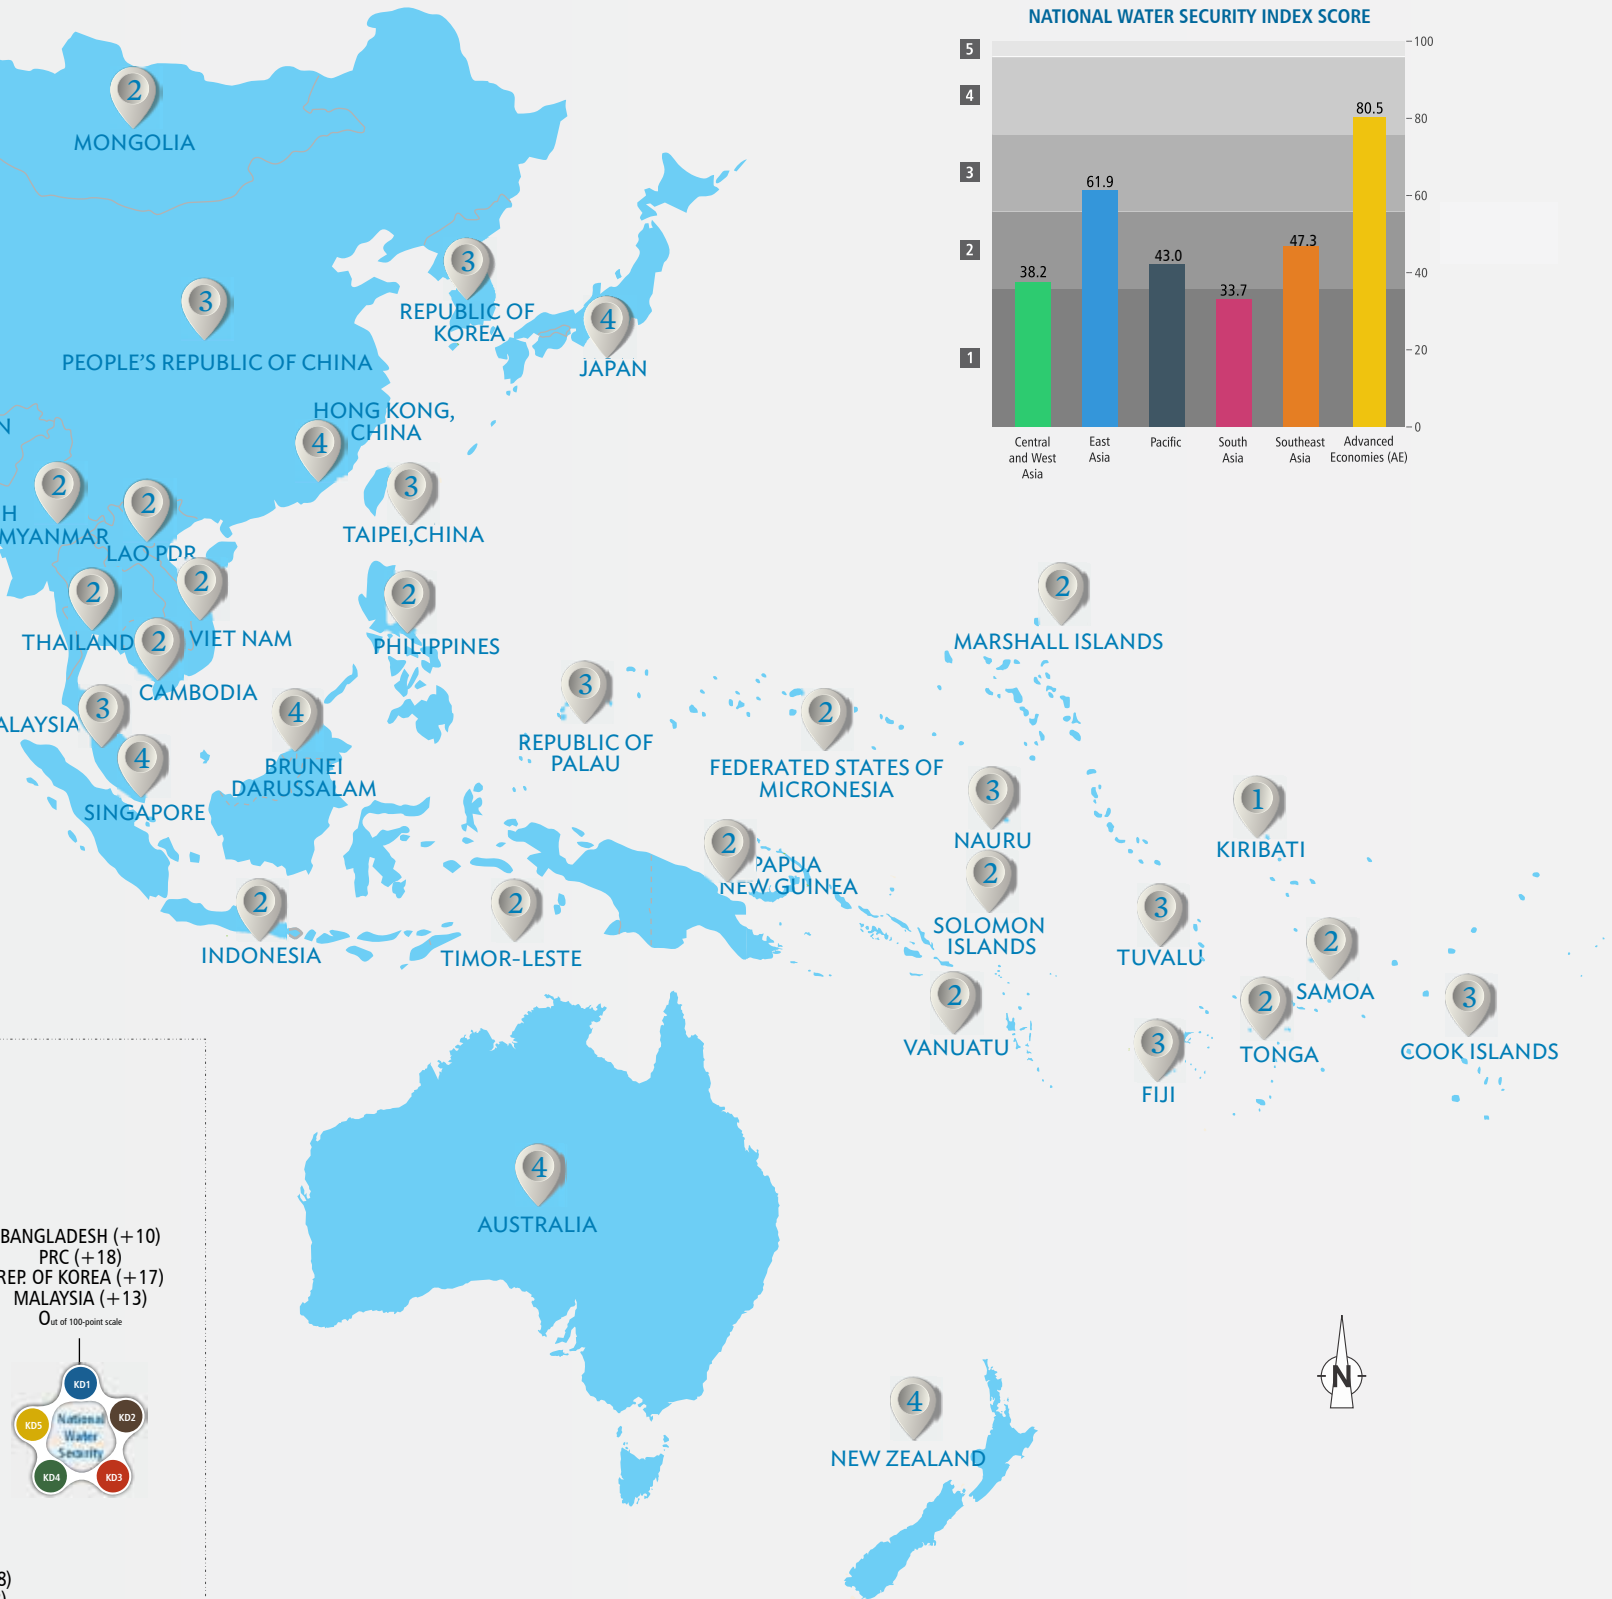 NATIONAL WATER SECURITY INDEX SCORE
5
4
3
2
1
100
80
60
40
20
0
38.2
61.9
43.0
33.7
47.3
80.5
Central
and West
Asia
East
Asia
Pacific
South
Asia
Southeast
Asia
Advanced
Economies (AE)
2
MONGOLIA
3
PEOPLE'S REPUBLIC OF CHINA
3
REPUBLIC OF
KOREA
4
JAPAN
HONG KONG,
CHINA
4
N
3
TAIPEI,CHINA
2
H
MYANMAR
2
LAO PDR
2
THAILAND
2
VIET NAM
2
CAMBODIA
2
PHILIPPINES
3
ALAYSIA
4
SINGAPORE
4
BRUNEI
DARUSSALAM
3
REPUBLIC OF
PALAU
2
FEDERATED STATES OF
MICRONESIA
2
MARSHALL ISLANDS
3
NAURU
1
KIRIBATI
2
PAPUA
NEW GUINEA
2
SOLOMON
ISLANDS
2
INDONESIA
2
TIMOR-LESTE
3
TUVALU
2
SAMOA
2
VANUATU
3
FIJI
2
TONGA
3
COOK ISLANDS
4
AUSTRALIA
4
NEW ZEALAND
N
BANGLADESH (+10)
PRC (+18)
REP. OF KOREA (+17)
MALAYSIA (+13)
Out of 100-point scale
KD1
KD2
KD3
KD4
KD5
National
Water
Security
8)